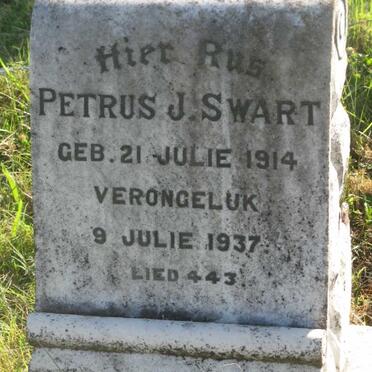 Hier Rus
PETRUS J. SWART
GEB. 21 JULIE 1914
VERONGELUK
9 JULIE 1937
LIED 443.